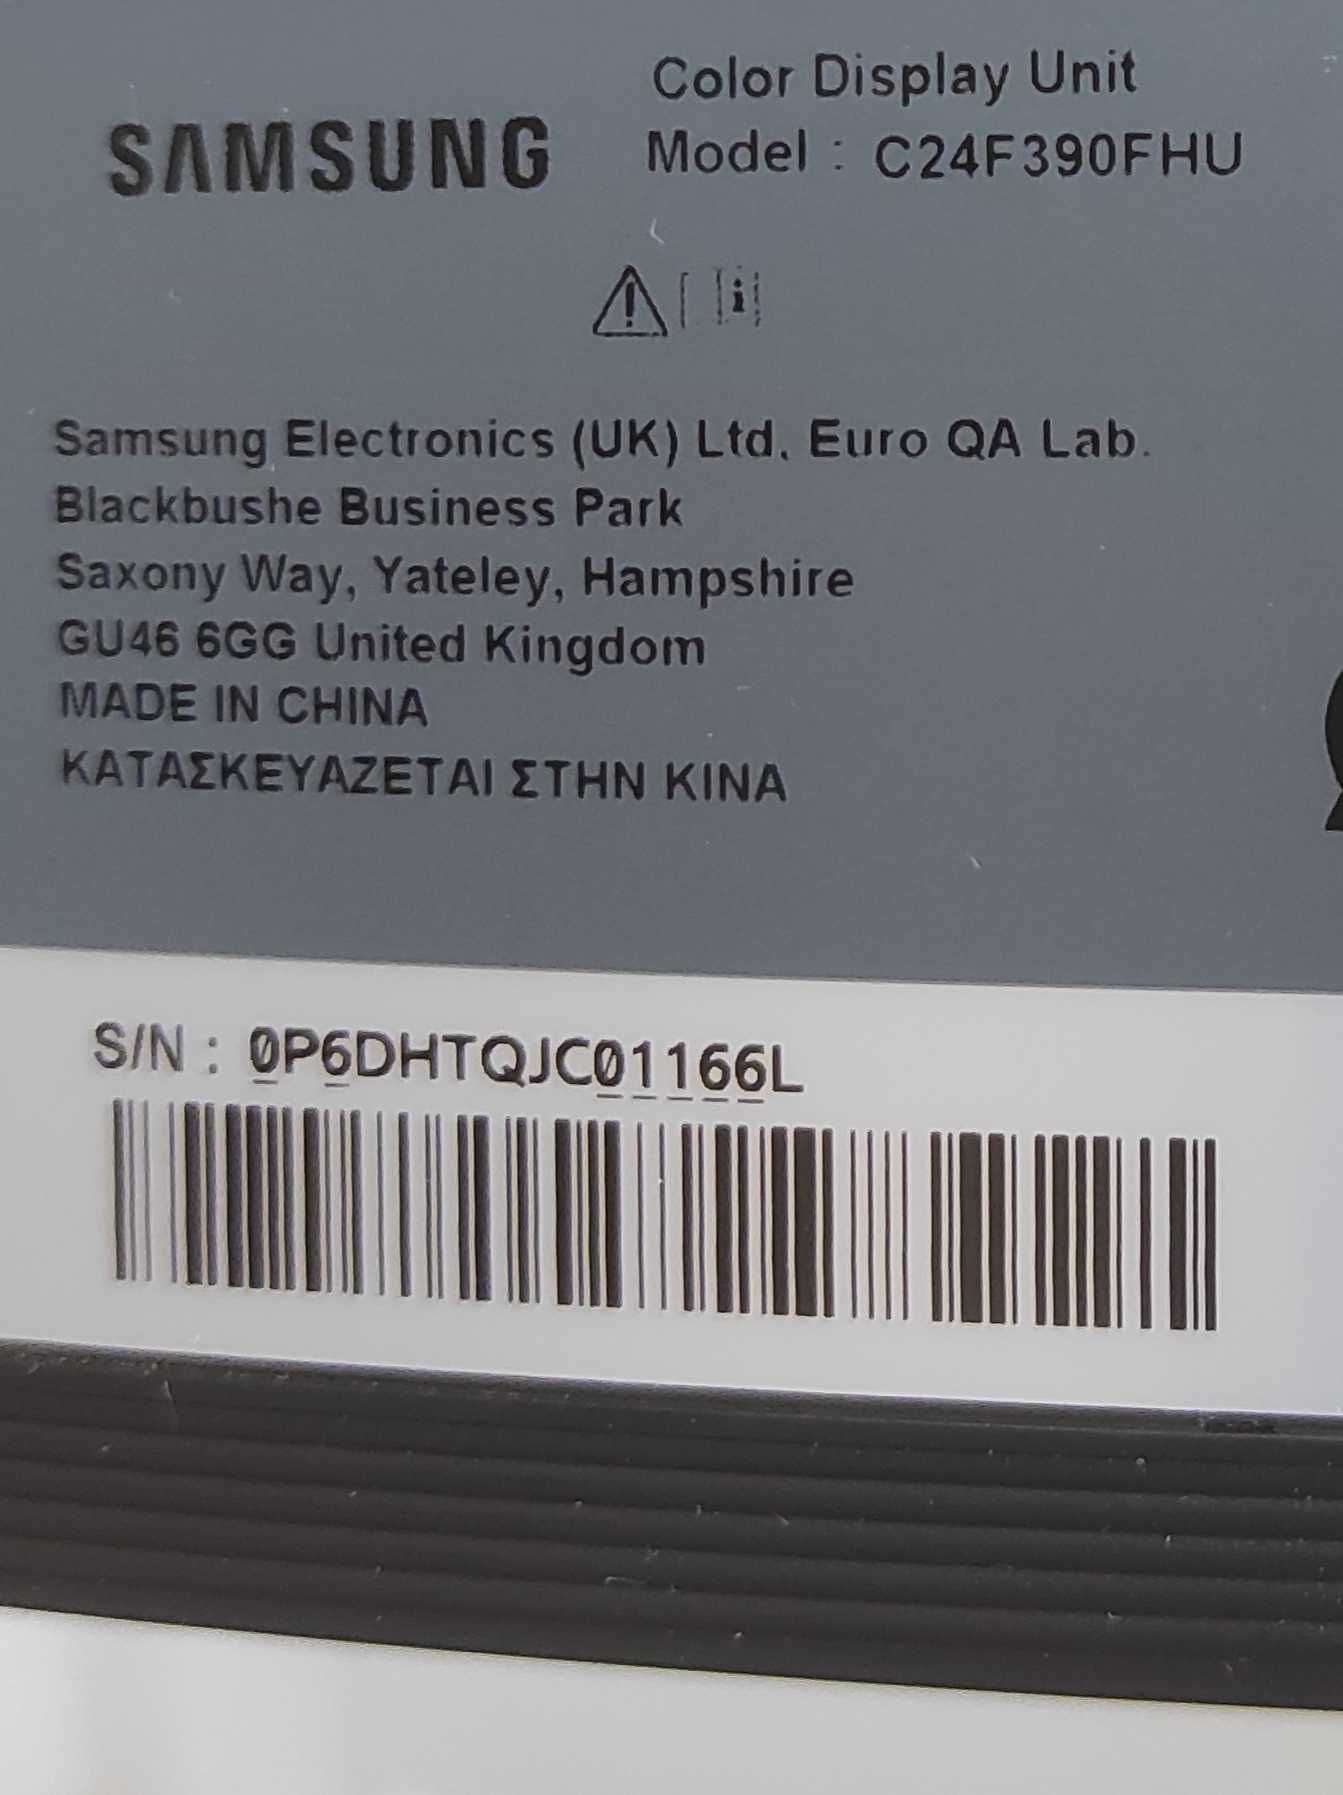 SAMSUNG
Color Display Unit
Model : C24F390FHU
Samsung Electronics (UK) Ltd. Euro QA Lab.
Blackbushe Business Park
Saxony Way, Yateley, Hampshire
GU46 6GG United Kingdom
MADE IN CHINA
ΚΑΤΑΣΚΕΥΑΖΕΤΑΙ ΣΤΗΝ ΚΙΝΑ
S/N : 0P6DHTQJC01166L